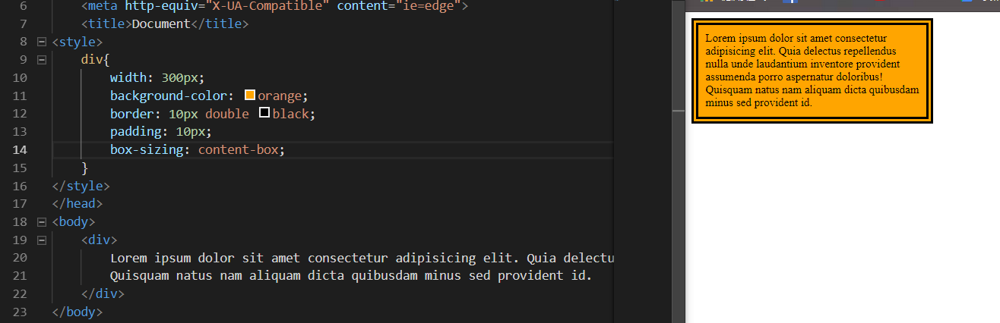 6 <meta http-equiv="X-UA-Compatible" content="ie=edge">
7 <title>Document</title>
8 <style>
9 div{
10 width: 300px;
11 background-color: orange;
12 border: 10px double black;
13 padding: 10px;
14 box-sizing: content-box;
15 }
16 </style>
17 </head>
18 <body>
19 <div>
20 Lorem ipsum dolor sit amet consectetur adipisicing elit. Quia delectu
21 Quisquam natus nam aliquam dicta quibusdam minus sed provident id.
22 </div>
23 </body>
Lorem ipsum dolor sit amet consectetur
adipisicing elit. Quia delectus repellendus
nulla unde laudantium inventore provident
assumenda porro aspernatur doloribus!
Quisquam natus nam aliquam dicta quibusdam
minus sed provident id.